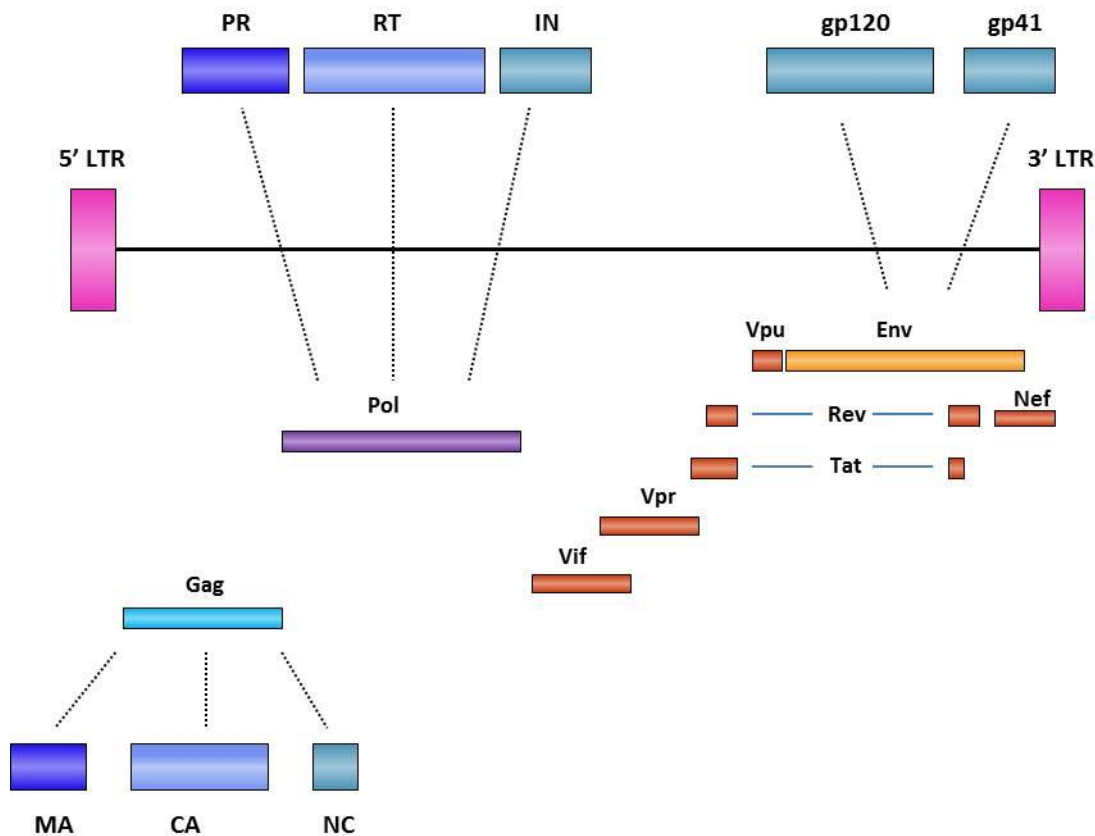 PR RT IN gp120 gp41
5’ LTR 3’ LTR
Vpu Env
Pol Rev Nef
Tat
Vpr
Vif
Gag
MA CA NC